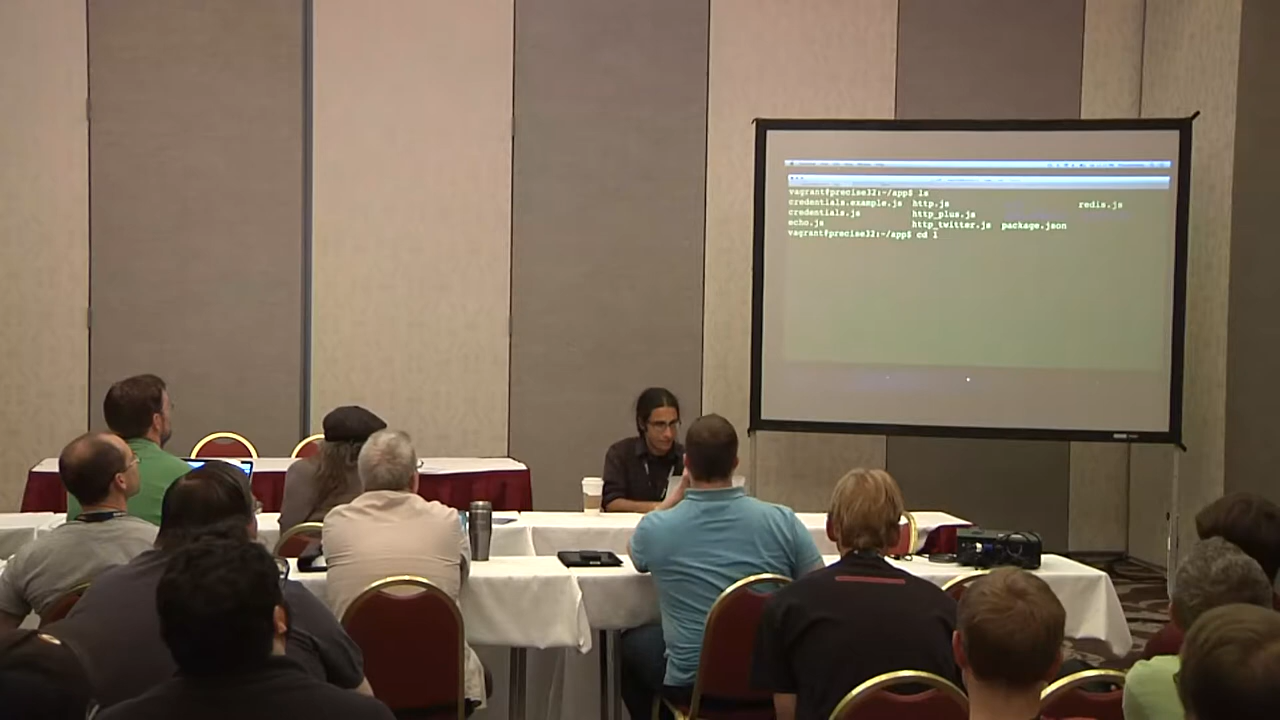 vagrant@precise32:~/app$ ls
credentials.example.js http.js redis.js
credentials.js http_plus.js
echo.js http_twitter.js package.json
vagrant@precise32:~/app$ cd l